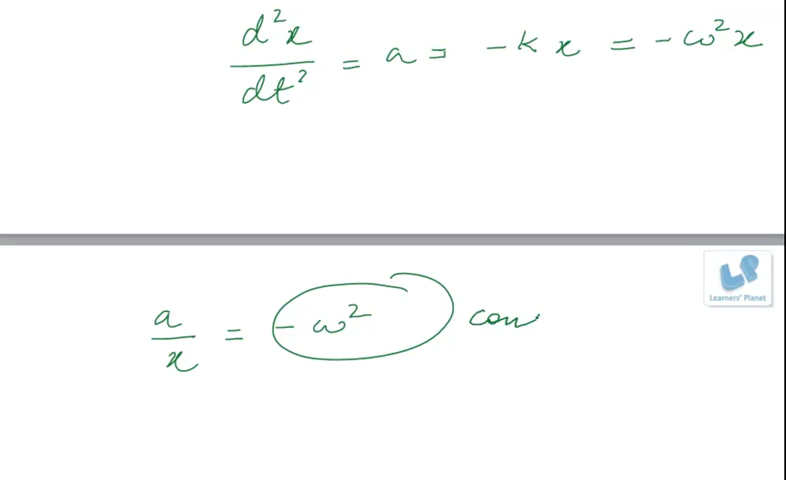 d²x/dt² = a = -kx = -ω²x
Learners' Planet
a/x = -ω² con